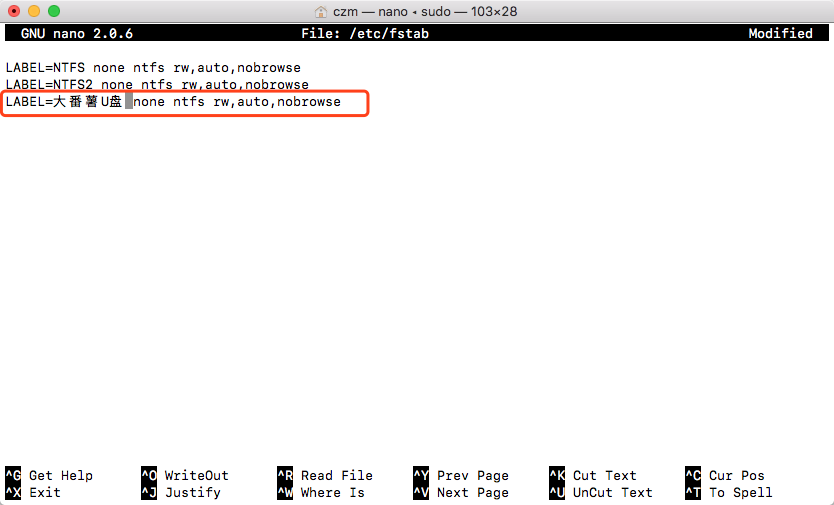 czm — nano ◂ sudo — 103×28
GNU nano 2.0.6 File: /etc/fstab Modified
LABEL=NTFS none ntfs rw,auto,nobrowse
LABEL=NTFS2 none ntfs rw,auto,nobrowse
LABEL=大番薯U盘 none ntfs rw,auto,nobrowse
^G Get Help ^O WriteOut ^R Read File ^Y Prev Page ^K Cut Text ^C Cur Pos
^X Exit ^J Justify ^W Where Is ^V Next Page ^U UnCut Text ^T To Spell